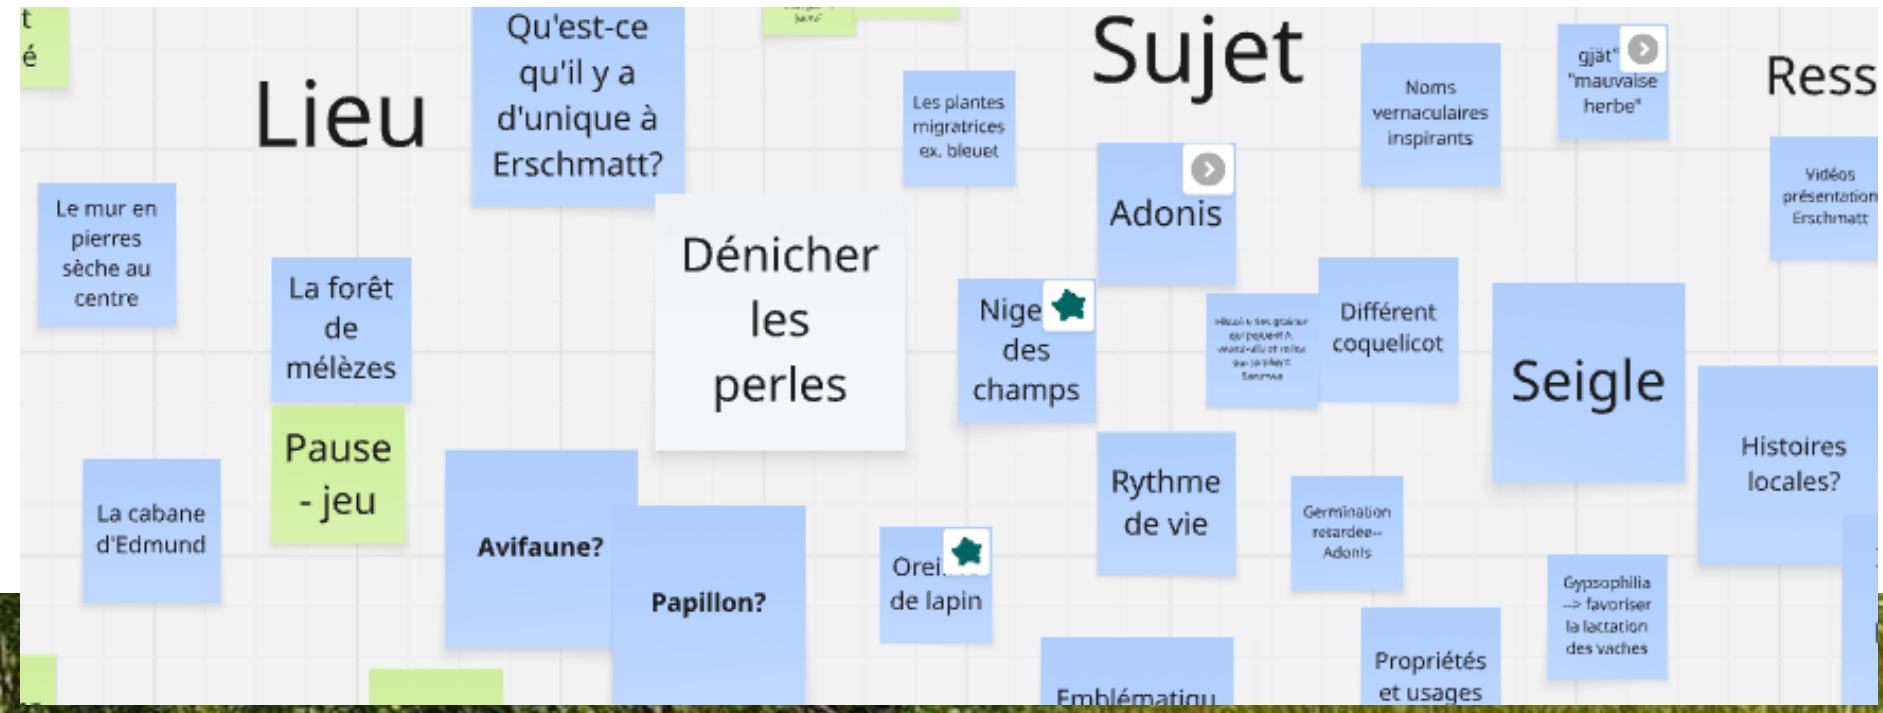 t
é
Lieu
Qu'est-ce
qu'il y a
d'unique à
Erschmatt?
Le mur en
pierres
sèche au
centre
La forêt
de
mélèzes
Pause
- jeu
La cabane
d'Edmund
Avifaune?
Papillon?
Dénicher
les
perles
Sujet
Les plantes
migratrices
ex. bleuet
Adonis
Nige
des
champs
Orei
de lapin
Noms
vernaculaires
inspirants
gjät"
"mauvaise
herbe"
Différent
coquelicot
Seigle
Rythme
de vie
Germination
retardée--
Adonis
Gypsophilia
--> favoriser
la lactation
des vaches
Propriétés
et usages
Emblématiqu
Ress
Vidéos
présentation
Erschmatt
Histoires
locales?